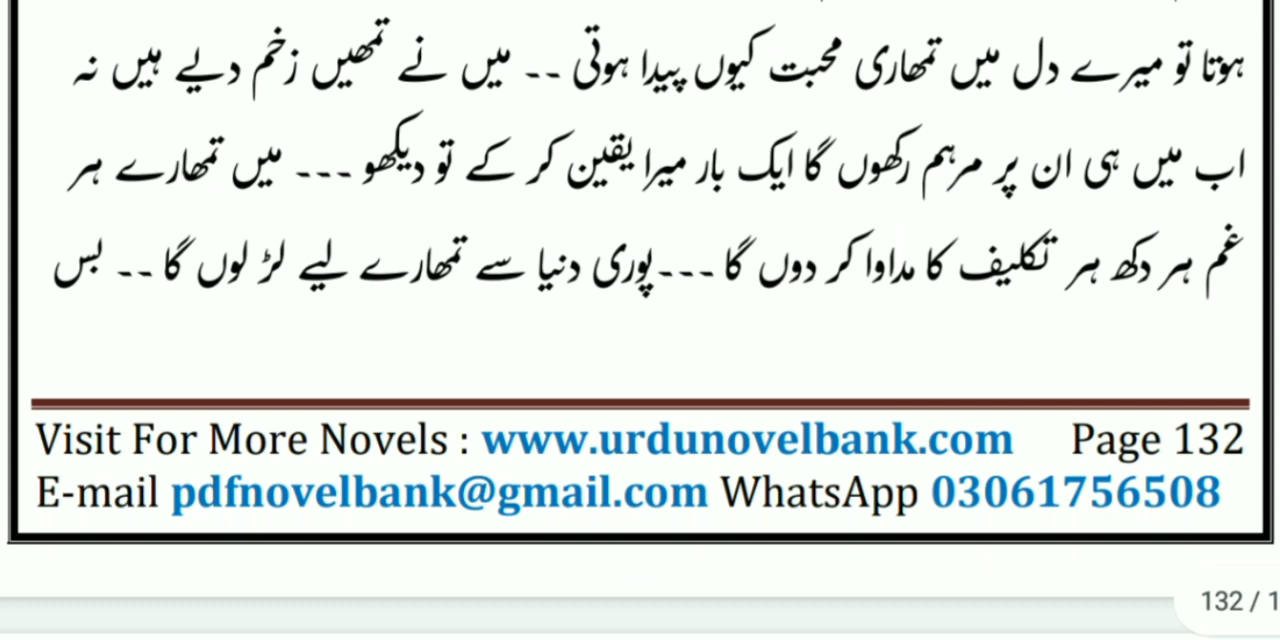 ہوتا تو میرے دل میں تمھاری محبت کیوں پیدا ہوتی -- میں نے تمھیں زخم دیے ہیں نہ
اب میں ہی ان پر مرہم رکھوں گا ایک بار میرا یقین کر کے تو دیکھو --- میں تمھارے ہر
غم ہر دکھ ہر تکلیف کا مداوا کر دوں گا ---پوری دنیا سے تمھارے لیے لڑ لوں گا -- بس
Visit For More Novels : www.urdunovelbank.com Page 132
E-mail pdfnovelbank@gmail.com WhatsApp 03061756508
132 / 1